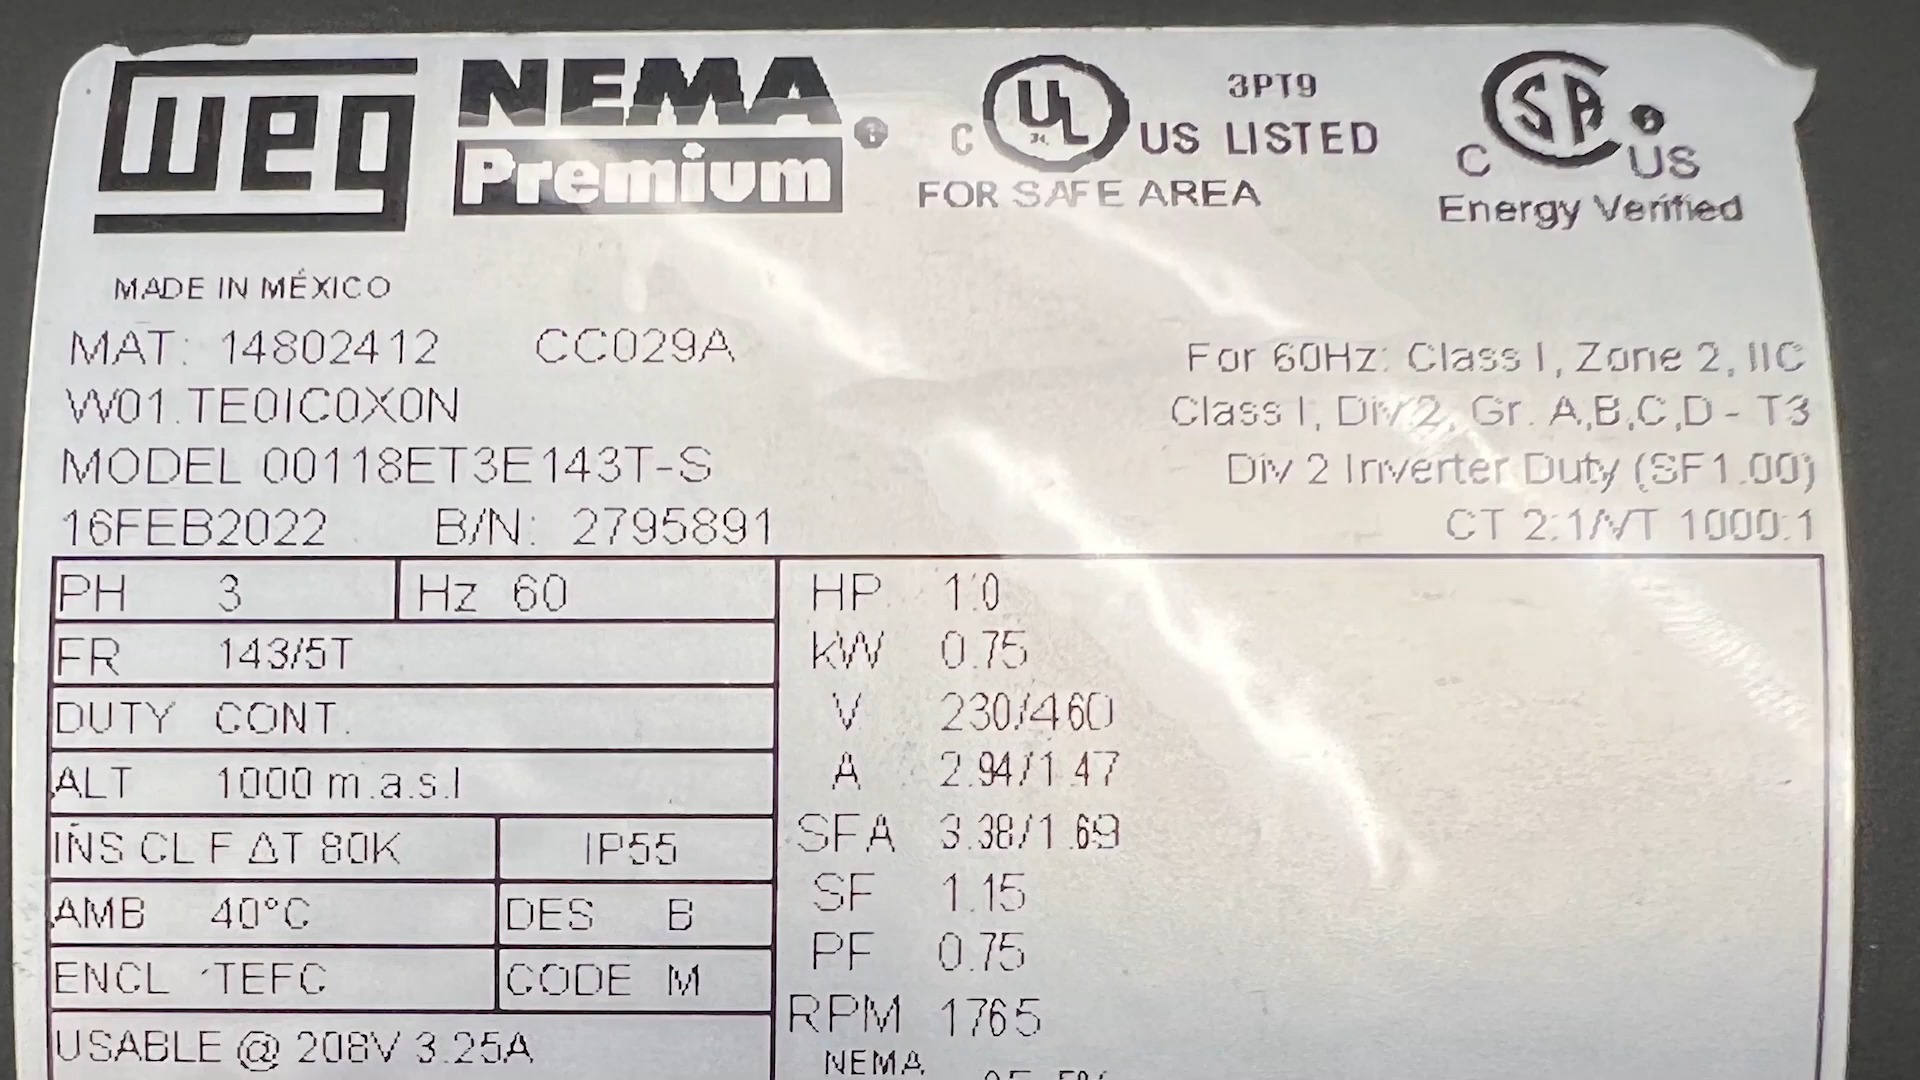 weg
NEMA
Premium
C UL US LISTED
3PT9
FOR SAFE AREA
C SA US
Energy Verified
MADE IN MÉXICO
MAT: 14802412 CC029A
W01.TE0IC0X0N
MODEL 00118ET3E143T-S
16FEB2022 B/N: 2795891
For 60Hz: Class I, Zone 2, IIC
Class I, Div 2, Gr. A,B,C,D - T3
Div 2 Inverter Duty (SF1.00)
CT 2:1/VT 1000:1
PH 3 Hz 60
FR 143/5T
DUTY CONT.
ALT 1000 m.a.s.l
INS CL F ΔT 80K IP55
AMB 40°C DES B
ENCL TEFC CODE M
USABLE @ 208V 3.25A
HP 1.0
kW 0.75
V 230/460
A 2.94/1.47
SFA 3.38/1.69
SF 1.15
PF 0.75
RPM 1765
NEMA